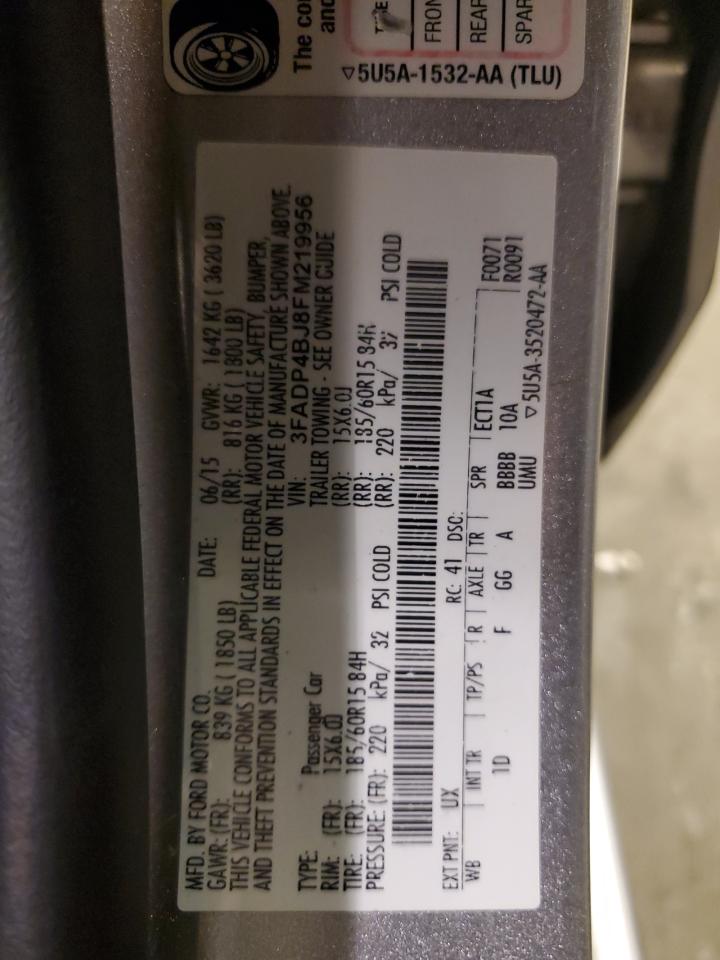 The con
and
TIRE
FRON
REAR
SPAR
▽5U5A-1532-AA (TLU)
MFD. BY FORD MOTOR CO.
DATE: 06/15 GVWR: 1642 KG ( 3620 LB)
GAWR: (FR): 839 KG ( 1850 LB) (RR): 816 KG ( 1800 LB)
THIS VEHICLE CONFORMS TO ALL APPLICABLE FEDERAL MOTOR VEHICLE SAFETY, BUMPER,
AND THEFT PREVENTION STANDARDS IN EFFECT ON THE DATE OF MANUFACTURE SHOWN ABOVE.
VIN: 3FADP4BJ8FM219956
TYPE: Passenger Car TRAILER TOWING - SEE OWNER GUIDE
RIM: (FR): 15X6.0J (RR): 15X6.0J
TIRE: (FR): 185/60R15 84H (RR): 185/60R15 84H
PRESSURE: (FR): 220 kPa/ 32 PSI COLD (RR): 220 kPa/ 32 PSI COLD
EXT PNT: UX RC: 41 DSC:
WB INT TR TP/PS R AXLE TR SPR ECT1A F0071
1D F GG A BBBB 10A R0091
UMU
▽5U5A-3520472-AA